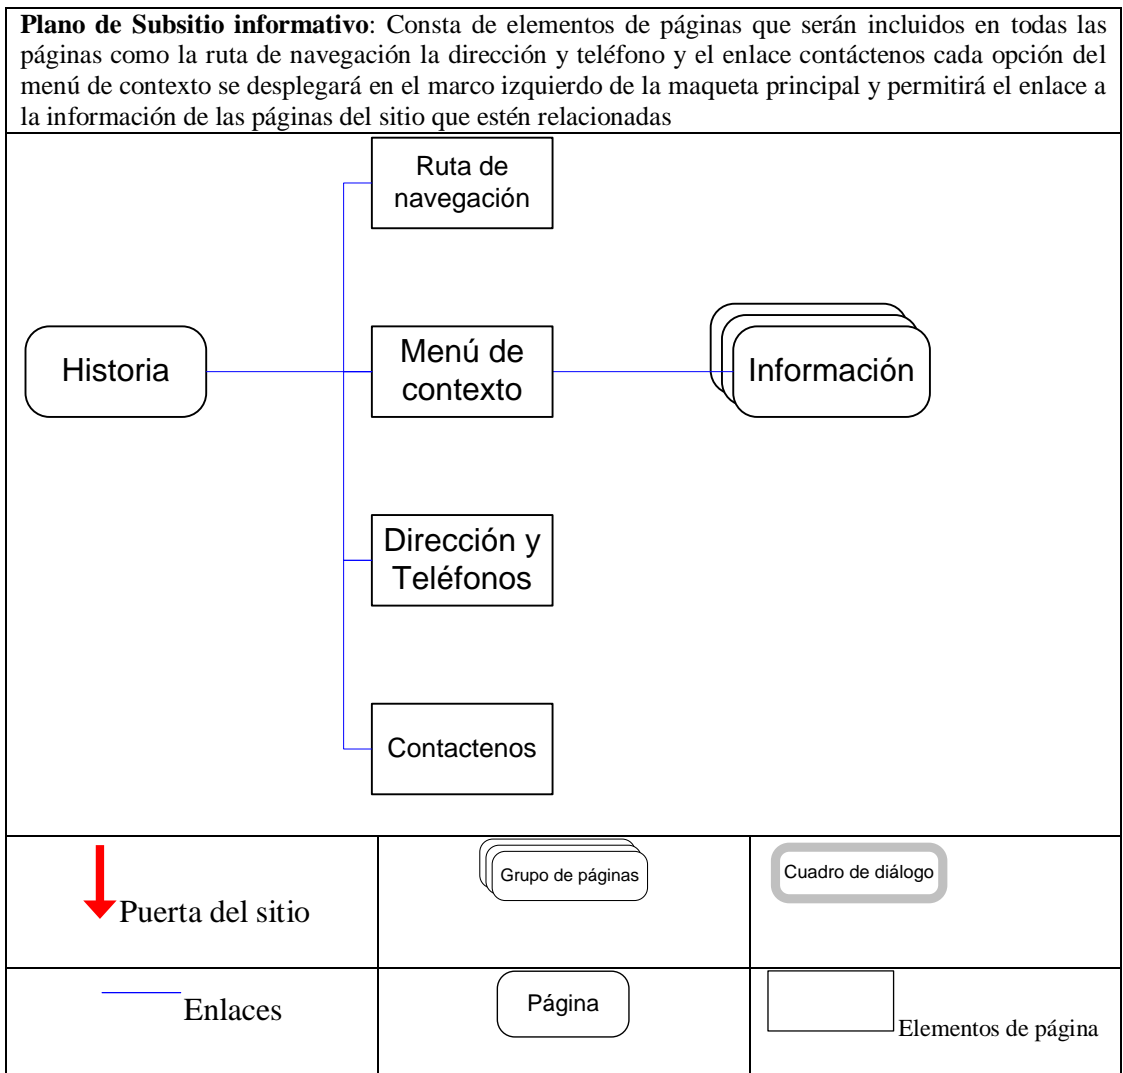 Plano de Subsitio informativo: Consta de elementos de páginas que serán incluidos en todas las
páginas como la ruta de navegación la dirección y teléfono y el enlace contáctenos cada opción del
menú de contexto se desplegará en el marco izquierdo de la maqueta principal y permitirá el enlace a
la información de las páginas del sitio que estén relacionadas
Ruta de
navegación
Historia
Menú de
contexto
Información
Dirección y
Teléfonos
Contactenos
Puerta del sitio
Grupo de páginas
Cuadro de diálogo
Enlaces
Página
Elementos de página